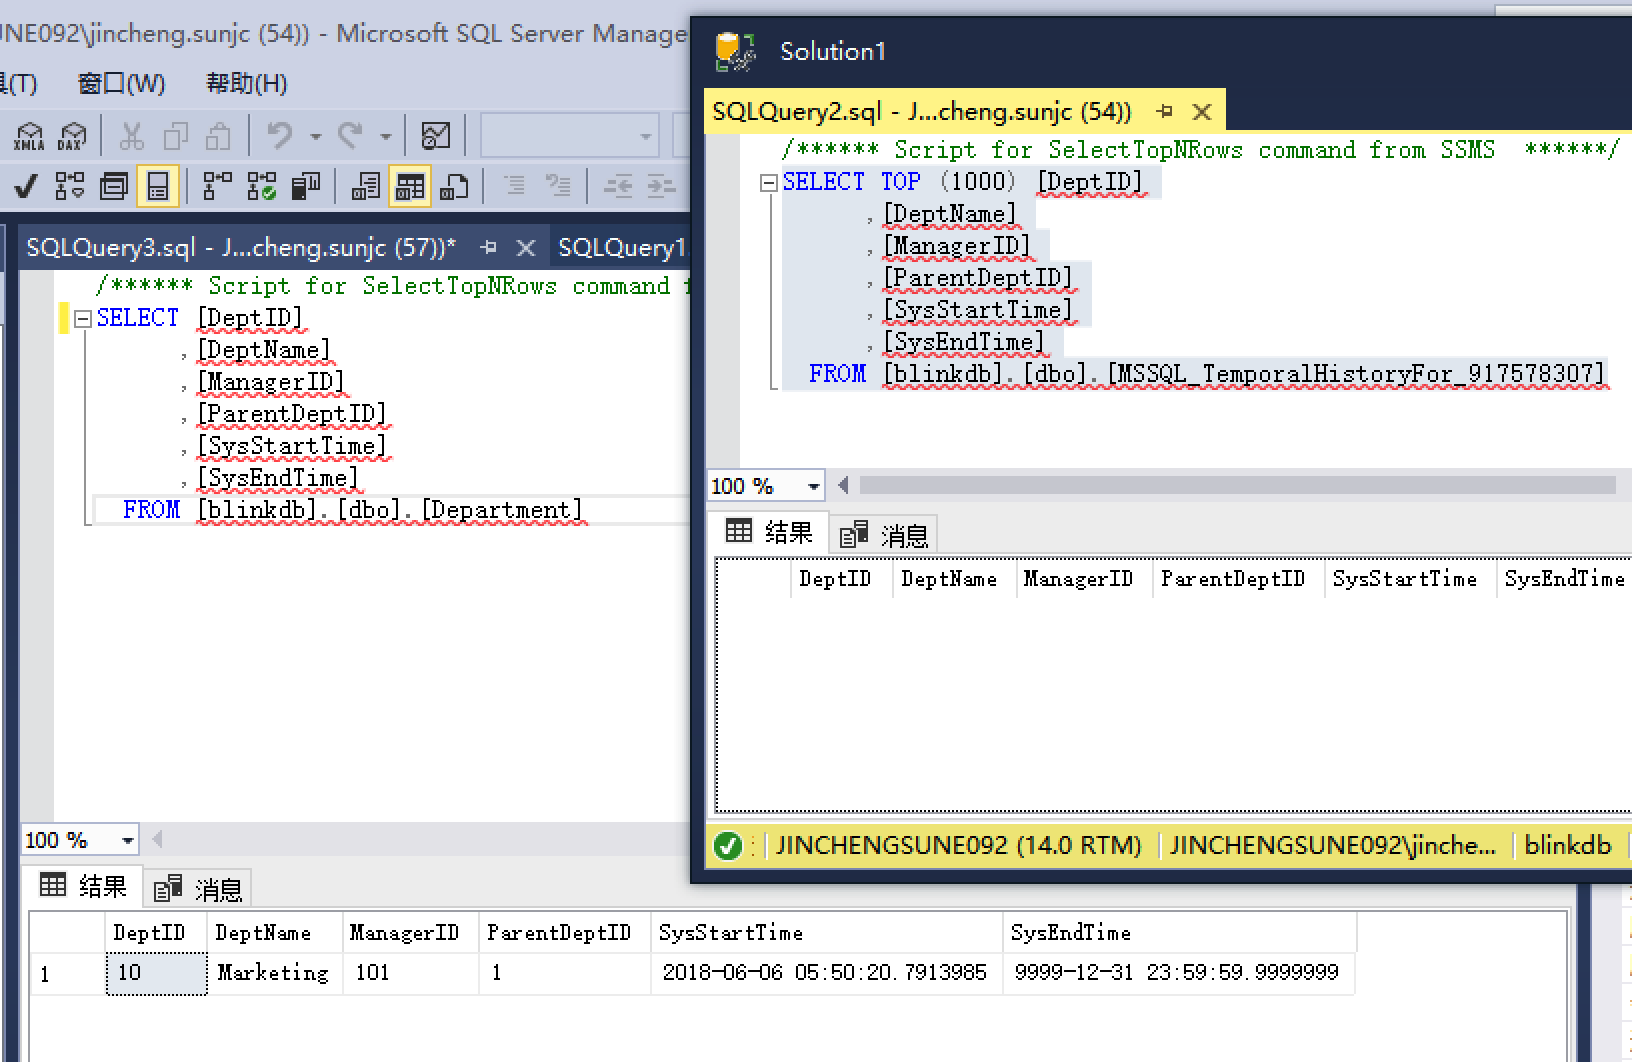 UNE092\jincheng.sunjc (54)) - Microsoft SQL Server Manage
具(T) 窗口(W) 帮助(H)
XMLA DAX
SQLQuery3.sql - J...cheng.sunjc (57))* SQLQuery1.
/****** Script for SelectTopNRows command f
SELECT [DeptID]
,[DeptName]
,[ManagerID]
,[ParentDeptID]
,[SysStartTime]
,[SysEndTime]
FROM [blinkdb].[dbo].[Department]
100 %
结果 消息
DeptID DeptName ManagerID ParentDeptID SysStartTime SysEndTime
1 10 Marketing 101 1 2018-06-06 05:50:20.7913985 9999-12-31 23:59:59.9999999
Solution1
SQLQuery2.sql - J...cheng.sunjc (54))
/****** Script for SelectTopNRows command from SSMS ******/
SELECT TOP (1000) [DeptID]
,[DeptName]
,[ManagerID]
,[ParentDeptID]
,[SysStartTime]
,[SysEndTime]
FROM [blinkdb].[dbo].[MSSQL_TemporalHistoryFor_917578307]
100 %
结果 消息
DeptID DeptName ManagerID ParentDeptID SysStartTime SysEndTime
JINCHENGSUNE092 (14.0 RTM) JINCHENGSUNE092\jinche... blinkdb